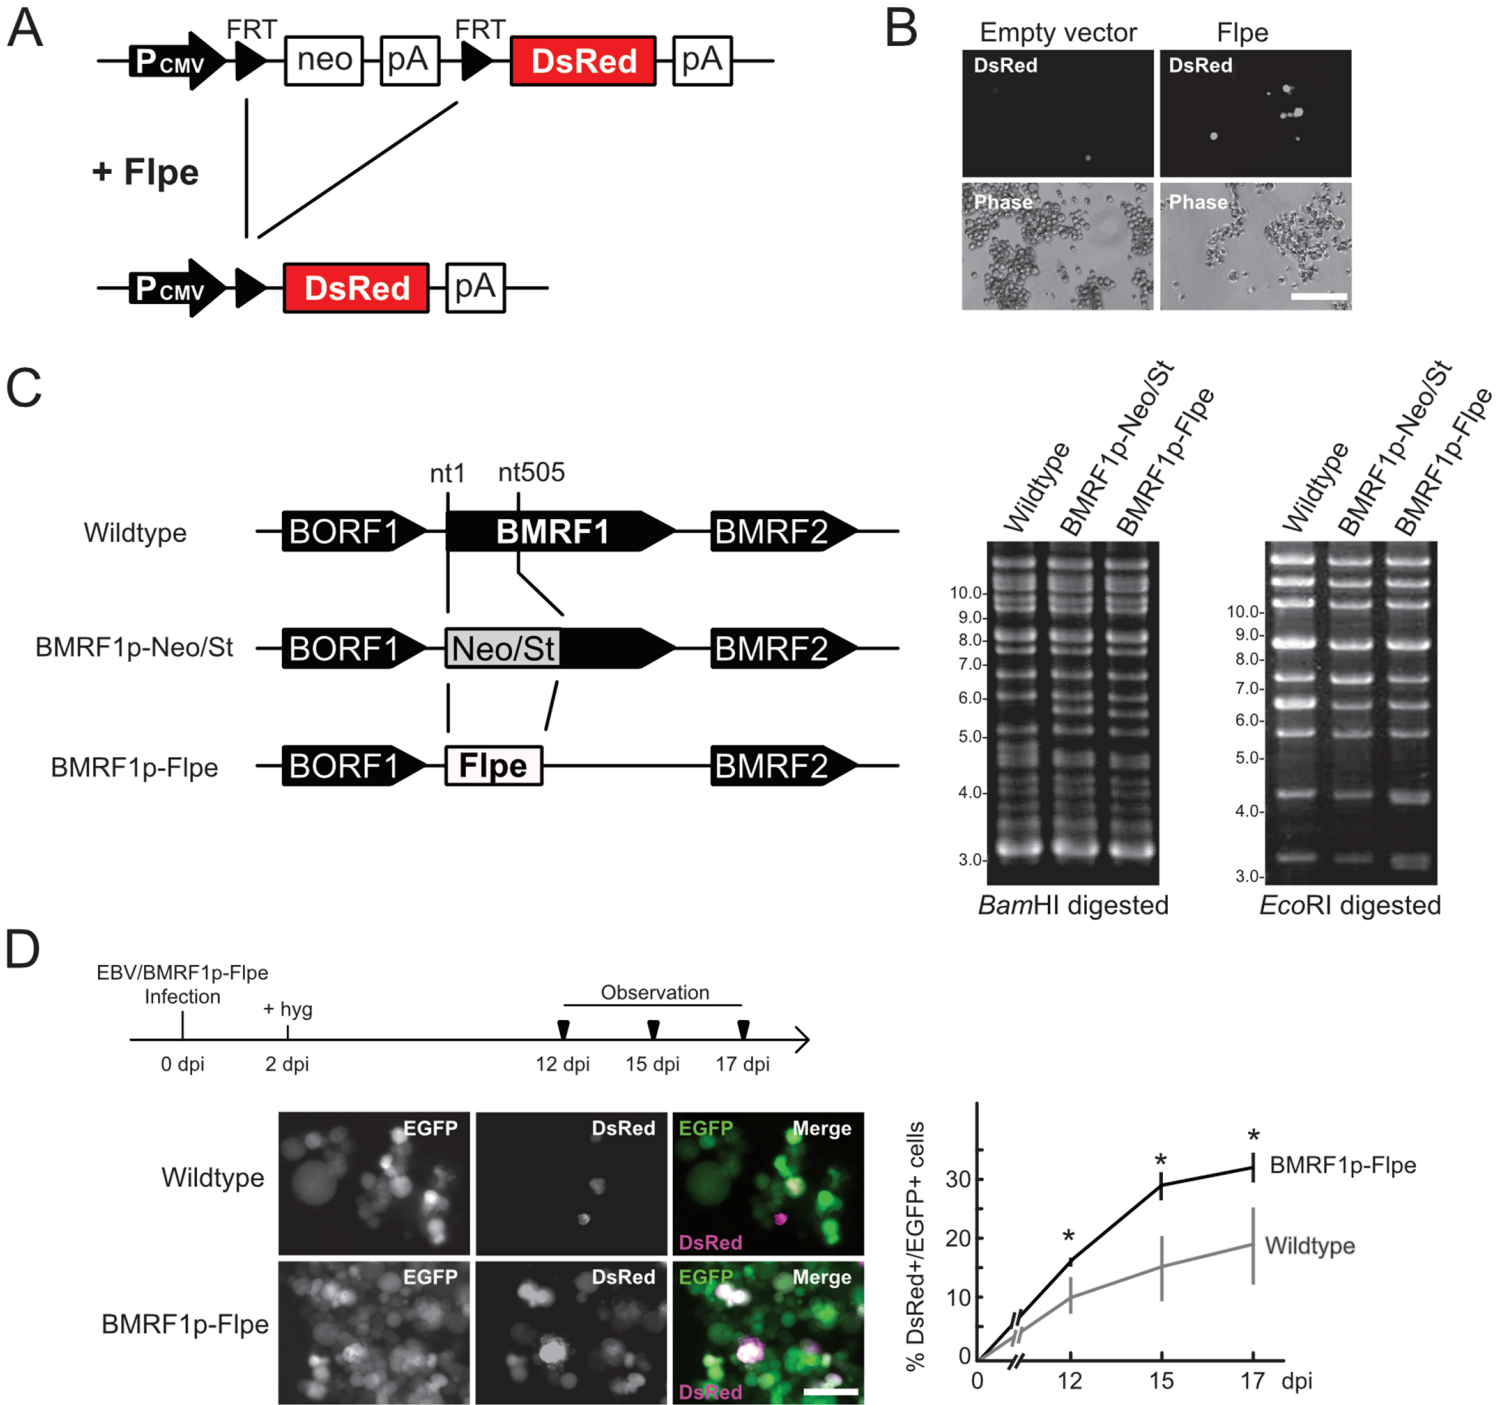 A
FRT
FRT
PCMV
neo
pA
DsRed
pA
+ Flpe
PCMV
DsRed
pA
B
Empty vector
Flpe
DsRed
DsRed
Phase
Phase
C
nt1
nt505
Wildtype
BORF1
BMRF1
BMRF2
BMRF1p-Neo/St
BORF1
Neo/St
BMRF2
BMRF1p-Flpe
BORF1
Flpe
BMRF2
Wildtype
BMRF1p-Neo/St
BMRF1p-Flpe
10.0-
9.0-
8.0-
7.0-
6.0-
5.0-
4.0-
3.0-
BamHI digested
Wildtype
BMRF1p-Neo/St
BMRF1p-Flpe
10.0-
9.0-
8.0-
7.0-
6.0-
5.0-
4.0-
3.0-
EcoRI digested
D
EBV/BMRF1p-Flpe
Infection
+ hyg
Observation
0 dpi
2 dpi
12 dpi
15 dpi
17 dpi
Wildtype
EGFP
DsRed
EGFP
Merge
DsRed
BMRF1p-Flpe
EGFP
DsRed
EGFP
Merge
DsRed
% DsRed+/EGFP+ cells
30
20
10
0
*
*
*
BMRF1p-Flpe
Wildtype
0
12
15
17
dpi